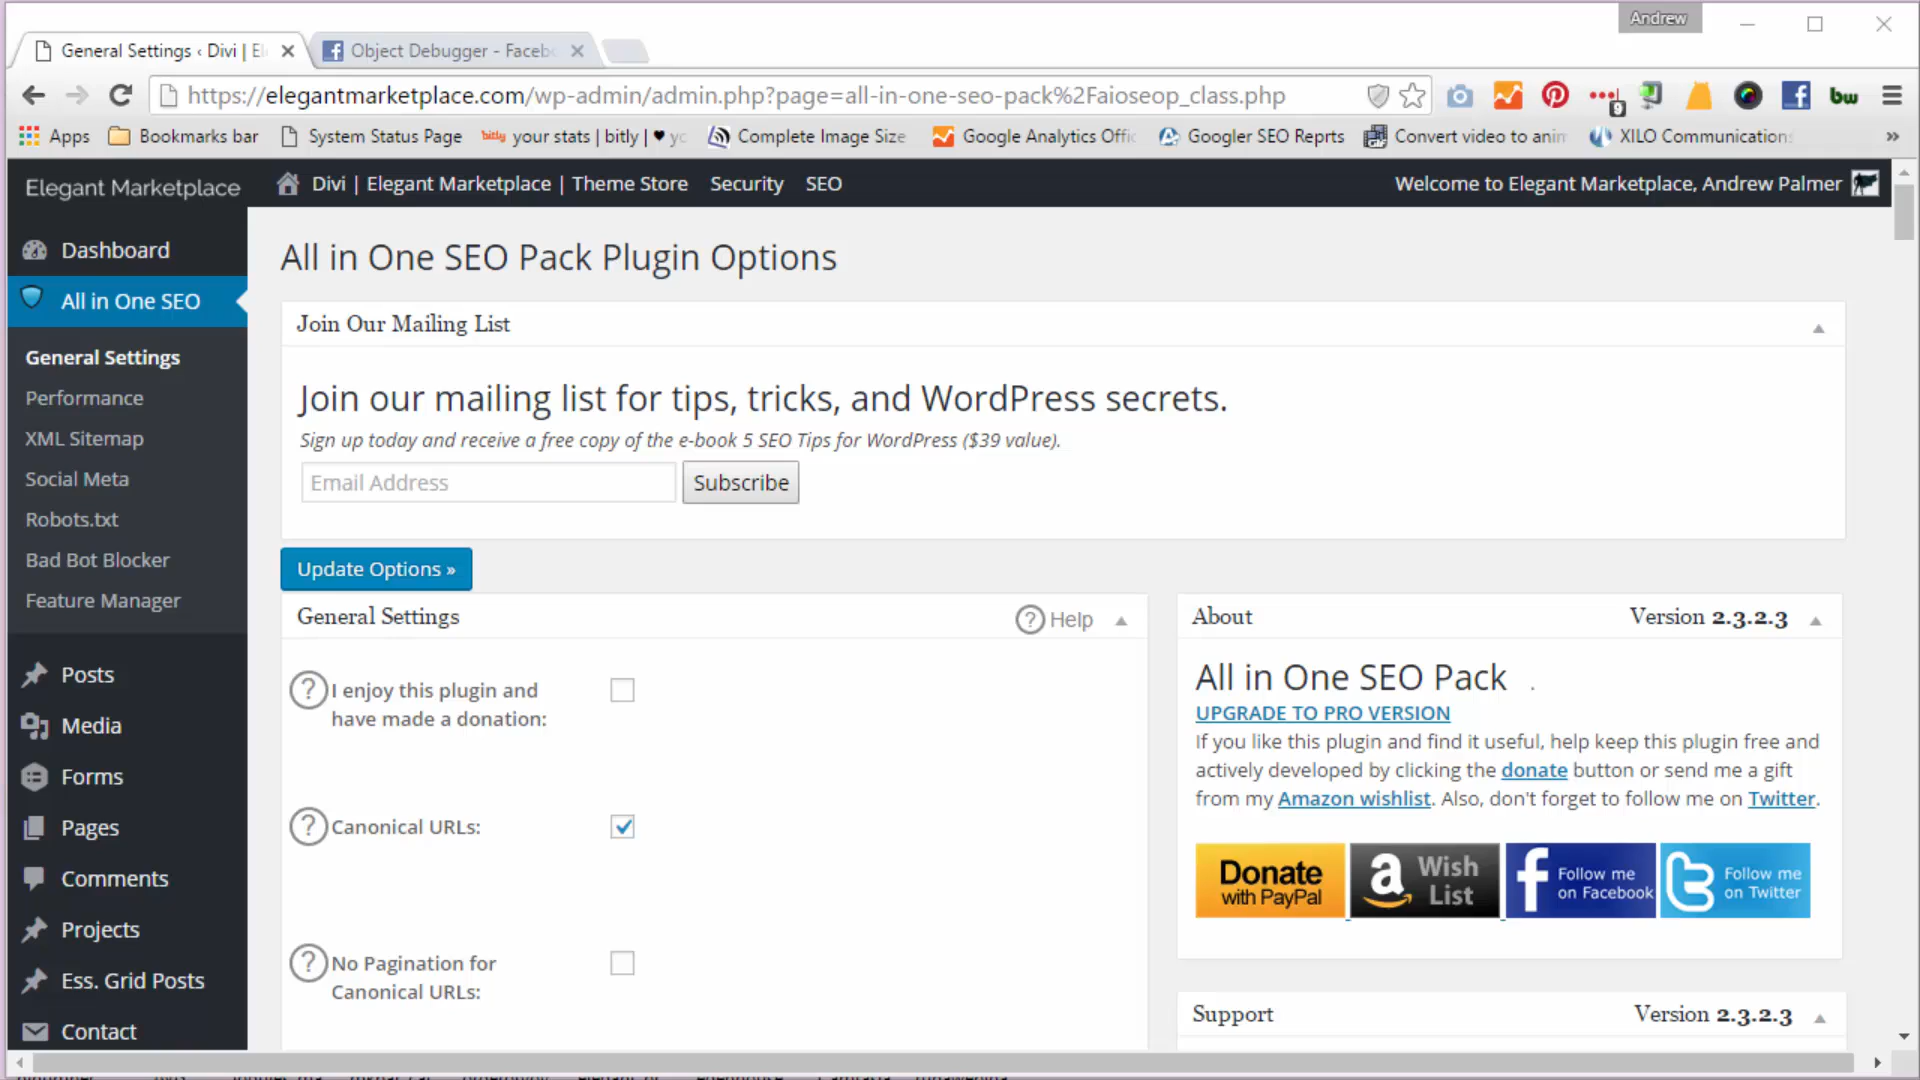 Andrew
General Settings ‹ Divi | El
Object Debugger - Facebo
https://elegantmarketplace.com/wp-admin/admin.php?page=all-in-one-seo-pack%2Faioseop_class.php
9
bw
Apps
Bookmarks bar
System Status Page
bitly your stats | bitly | ♥ yo
Complete Image Size
Google Analytics Offic
Googler SEO Reprts
Convert video to anim
XILO Communications
»
Elegant Marketplace
Divi | Elegant Marketplace | Theme Store
Security
SEO
Welcome to Elegant Marketplace, Andrew Palmer
Dashboard
All in One SEO
General Settings
Performance
XML Sitemap
Social Meta
Robots.txt
Bad Bot Blocker
Feature Manager
Posts
Media
Forms
Pages
Comments
Projects
Ess. Grid Posts
Contact
All in One SEO Pack Plugin Options
Join Our Mailing List
Join our mailing list for tips, tricks, and WordPress secrets.
Sign up today and receive a free copy of the e-book 5 SEO Tips for WordPress ($39 value).
Email Address
Subscribe
Update Options »
General Settings
? Help
? I enjoy this plugin and
have made a donation:
? Canonical URLs:
? No Pagination for
Canonical URLs:
About
Version 2.3.2.3
All in One SEO Pack .
UPGRADE TO PRO VERSION
If you like this plugin and find it useful, help keep this plugin free and
actively developed by clicking the donate button or send me a gift
from my Amazon wishlist. Also, don't forget to follow me on Twitter.
Donate
with PayPal
a Wish
List
Follow me
on Facebook
Follow me
on Twitter
Support
Version 2.3.2.3